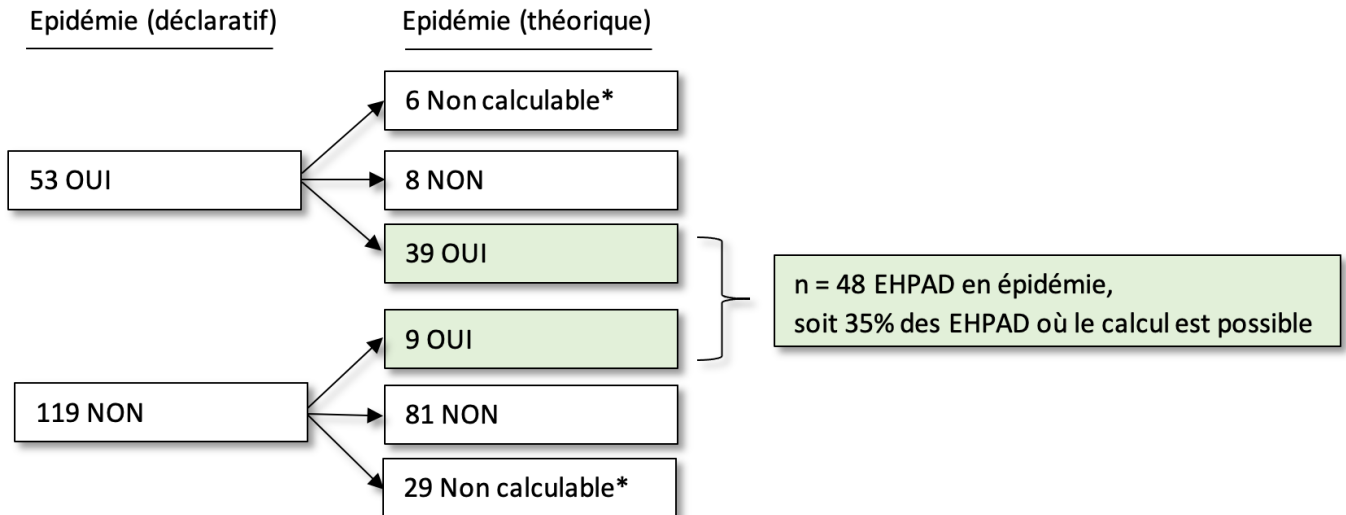 Epidémie (déclaratif)
Epidémie (théorique)
6 Non calculable*
53 OUI
8 NON
39 OUI
n = 48 EHPAD en épidémie,
soit 35% des EHPAD où le calcul est possible
9 OUI
119 NON
81 NON
29 Non calculable*